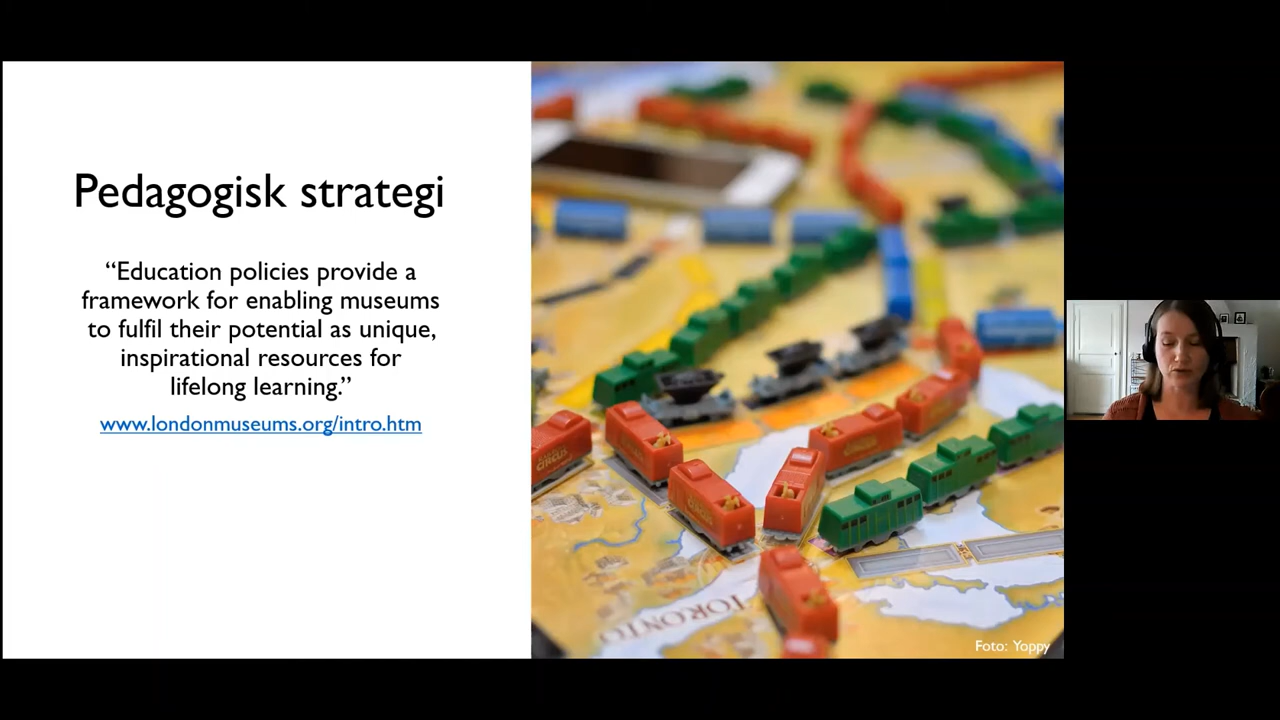 Pedagogisk strategi
“Education policies provide a
framework for enabling museums
to fulfil their potential as unique,
inspirational resources for
lifelong learning.”
www.londonmuseums.org/intro.htm
CIRCUS
TORONTO
Foto: Yoppy